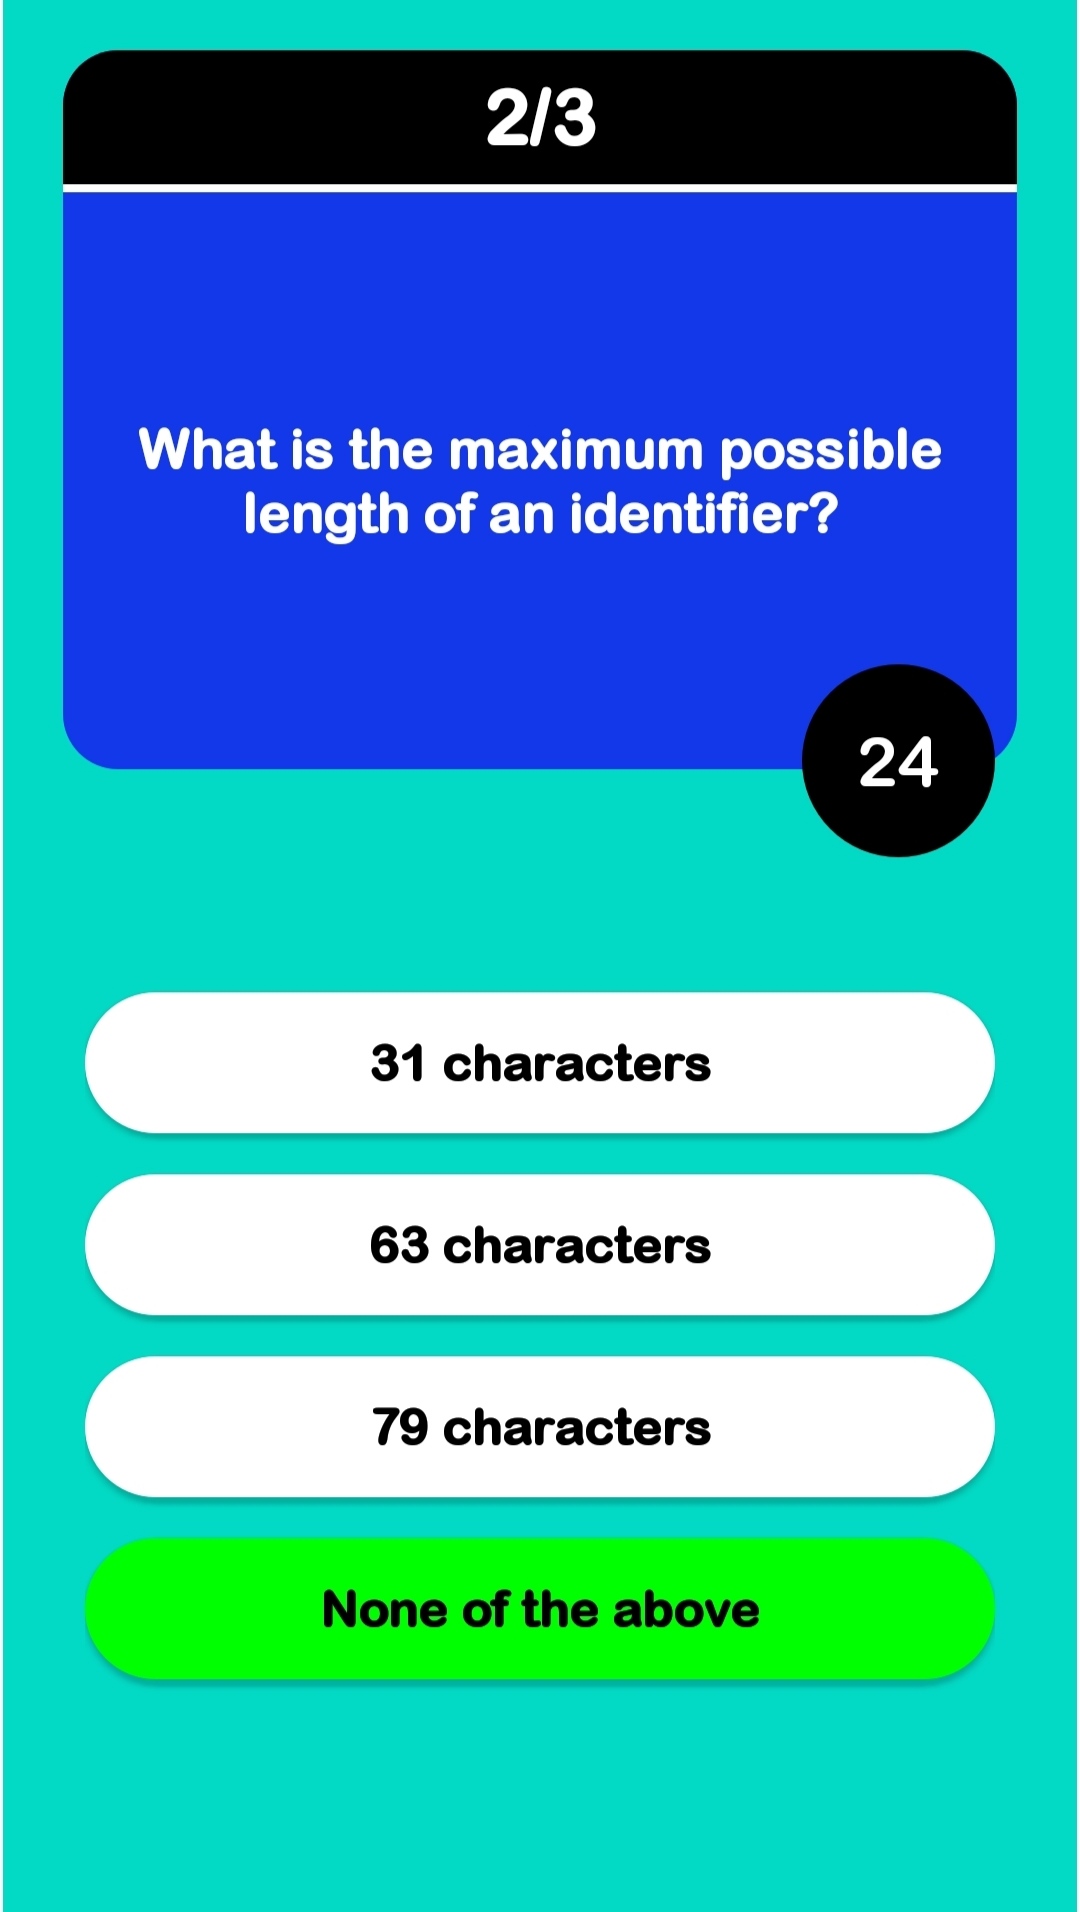 2/3
What is the maximum possible
length of an identifier?
24
31 characters
63 characters
79 characters
None of the above